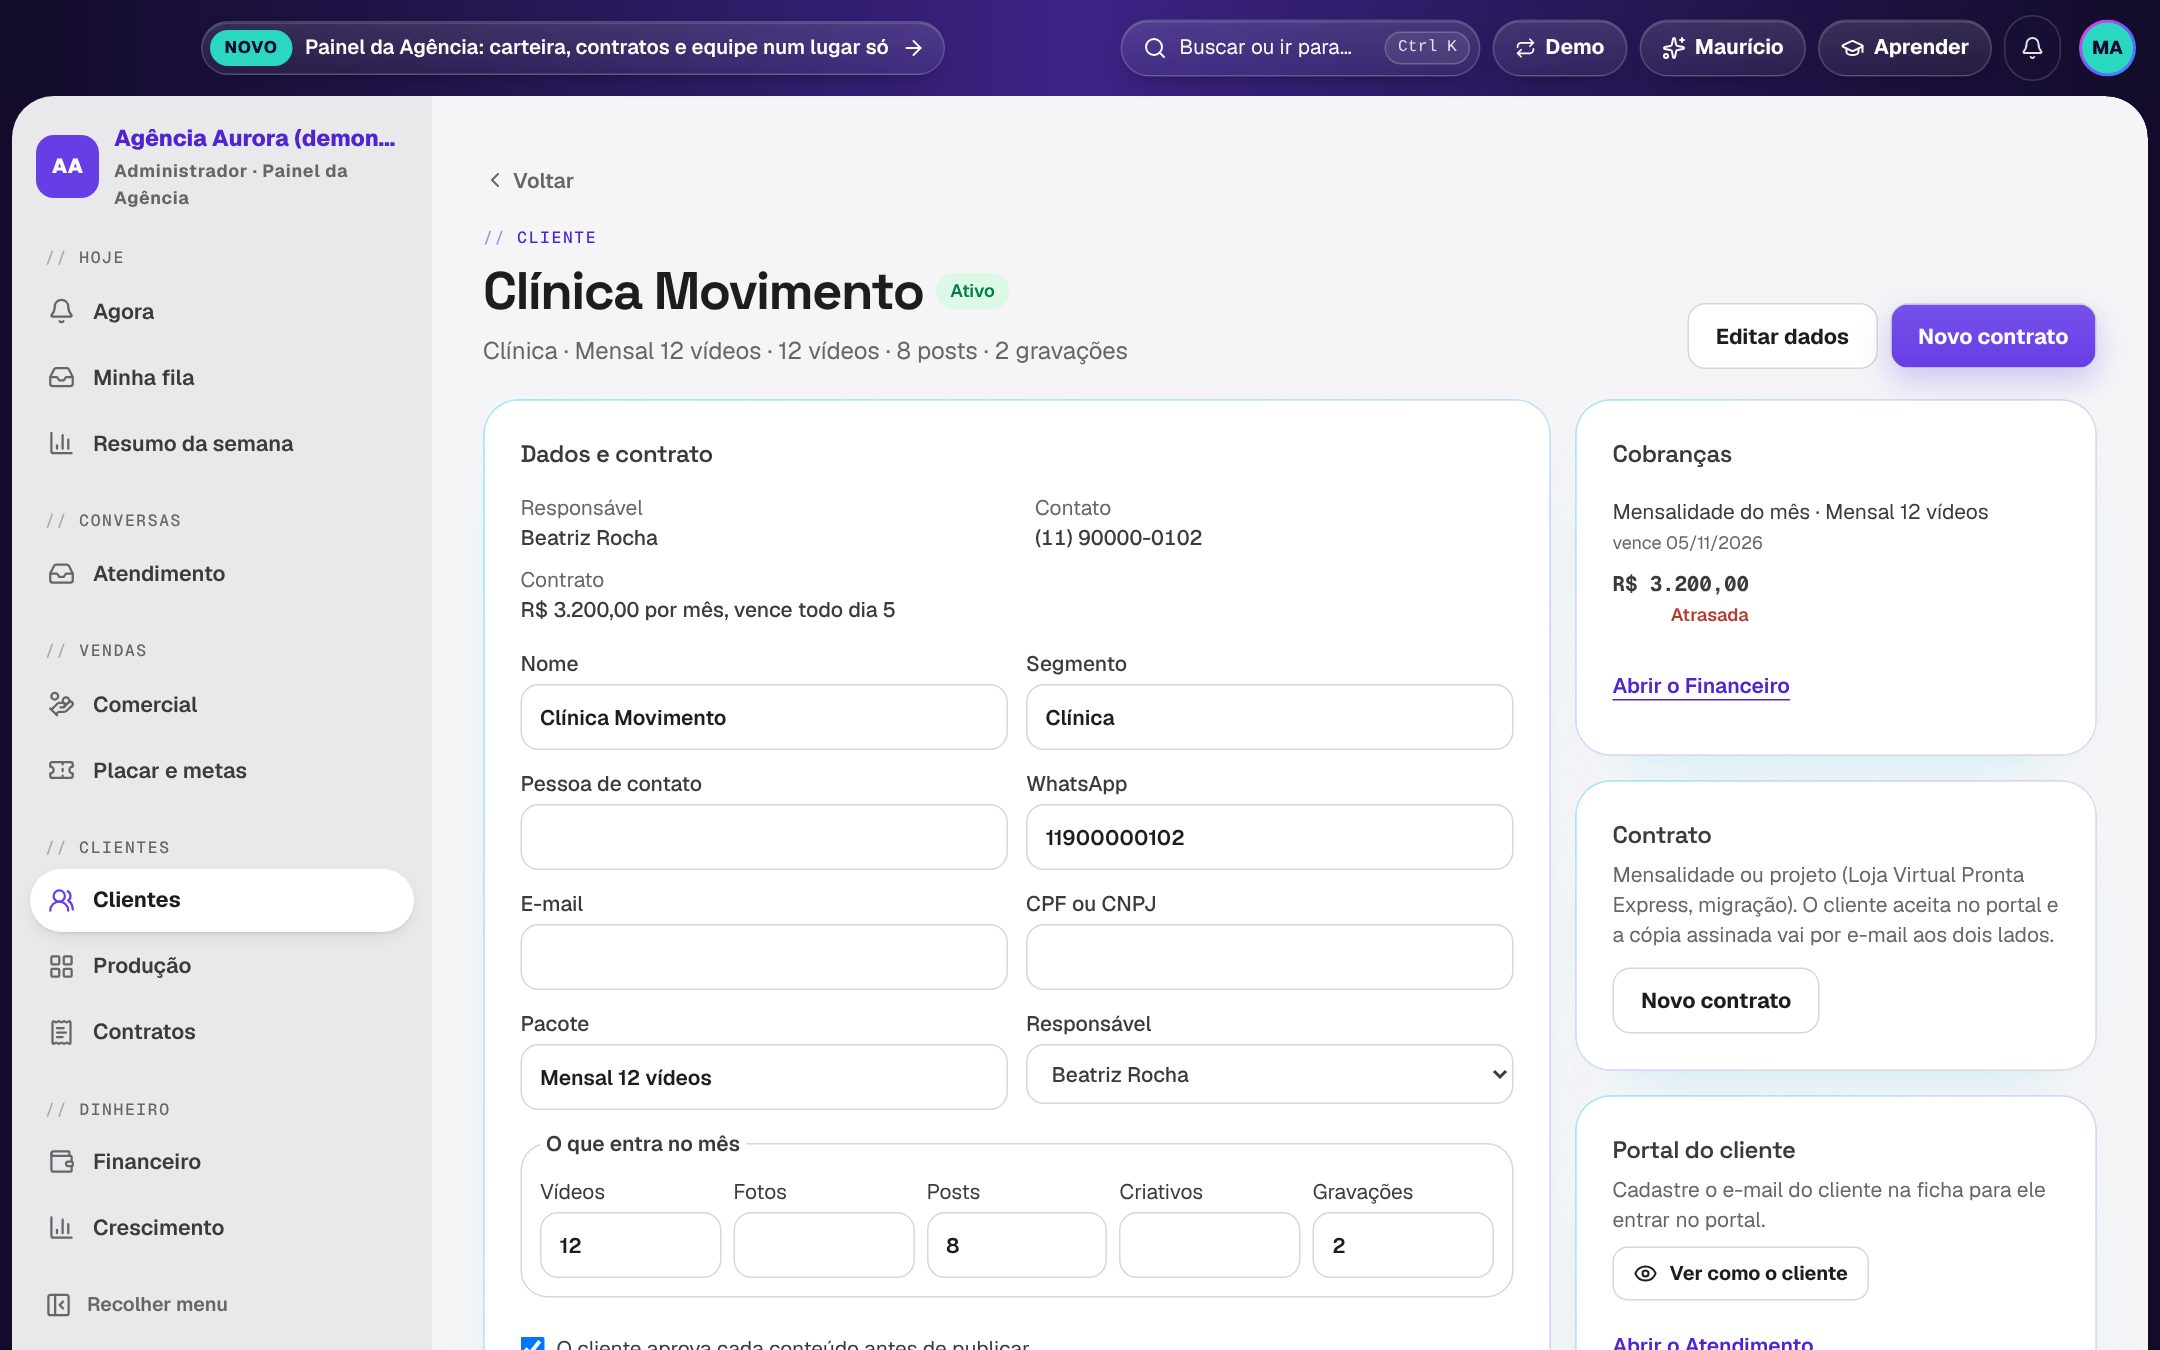 NOVO Painel da Agência: carteira, contratos e equipe num lugar só →
Buscar ou ir para... Ctrl K
Demo
Maurício
Aprender
MA
AA
Agência Aurora (demon...
Administrador · Painel da
Agência
// HOJE
Agora
Minha fila
Resumo da semana
// CONVERSAS
Atendimento
// VENDAS
Comercial
Placar e metas
// CLIENTES
Clientes
Produção
Contratos
// DINHEIRO
Financeiro
Crescimento
Recolher menu
Voltar
// CLIENTE
Clínica Movimento Ativo
Clínica · Mensal 12 vídeos · 12 vídeos · 8 posts · 2 gravações
Editar dados
Novo contrato
Dados e contrato
Responsável
Beatriz Rocha
Contato
(11) 90000-0102
Contrato
R$ 3.200,00 por mês, vence todo dia 5
Nome
Clínica Movimento
Segmento
Clínica
Pessoa de contato
WhatsApp
11900000102
E-mail
CPF ou CNPJ
Pacote
Mensal 12 vídeos
Responsável
Beatriz Rocha
O que entra no mês
Vídeos
12
Fotos
Posts
8
Criativos
Gravações
2
O cliente aprova cada conteúdo antes de publicar
Cobranças
Mensalidade do mês · Mensal 12 vídeos
vence 05/11/2026
R$ 3.200,00
Atrasada
Abrir o Financeiro
Contrato
Mensalidade ou projeto (Loja Virtual Pronta
Express, migração). O cliente aceita no portal e
a cópia assinada vai por e-mail aos dois lados.
Novo contrato
Portal do cliente
Cadastre o e-mail do cliente na ficha para ele
entrar no portal.
Ver como o cliente
Abrir o Atendimento